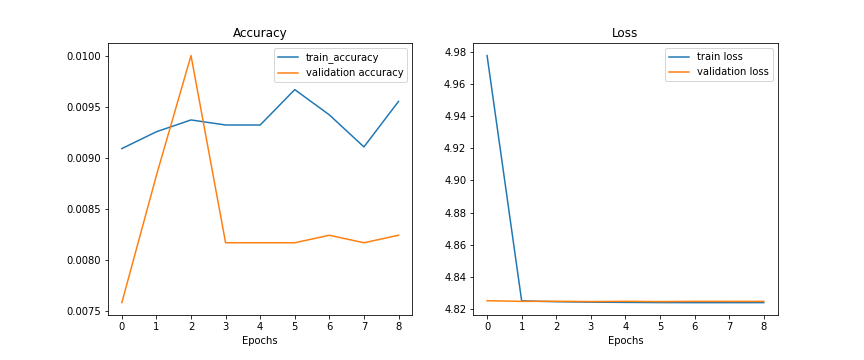 Accuracy
0.0100
0.0095
0.0090
0.0085
0.0080
0.0075
train_accuracy
validation accuracy
0 1 2 3 4 5 6 7 8
Epochs
Loss
4.98
4.96
4.94
4.92
4.90
4.88
4.86
4.84
4.82
train loss
validation loss
0 1 2 3 4 5 6 7 8
Epochs